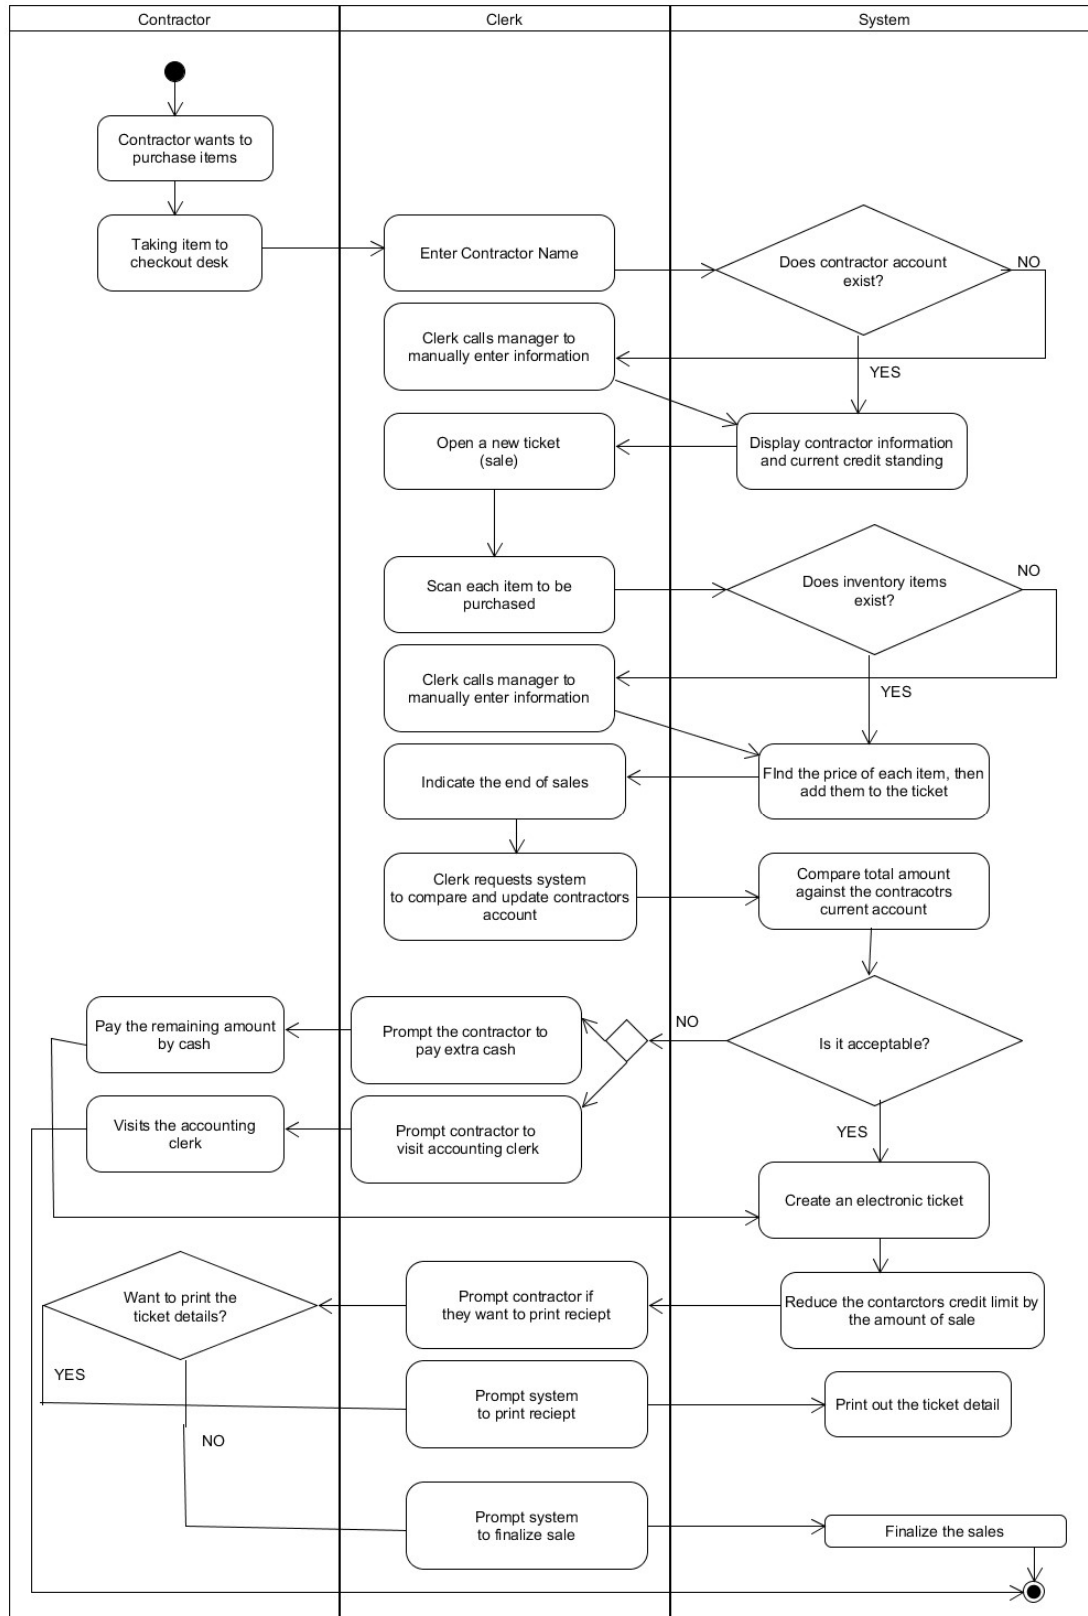 Contractor
Clerk
System
Contractor wants to
purchase items
Taking item to
checkout desk
Enter Contractor Name
Does contractor account
exist?
NO
Clerk calls manager to
manually enter information
YES
Open a new ticket
(sale)
Display contractor information
and current credit standing
Scan each item to be
purchased
Does inventory items
exist?
NO
Clerk calls manager to
manually enter information
YES
Indicate the end of sales
FInd the price of each item, then
add them to the ticket
Clerk requests system
to compare and update contractors
account
Compare total amount
against the contracotrs
current account
Pay the remaining amount
by cash
Prompt the contractor to
pay extra cash
NO
Is it acceptable?
Visits the accounting
clerk
Prompt contractor to
visit accounting clerk
YES
Create an electronic ticket
Want to print the
ticket details?
Prompt contractor if
they want to print reciept
Reduce the contarctors credit limit by
the amount of sale
YES
Prompt system
to print reciept
Print out the ticket detail
NO
Prompt system
to finalize sale
Finalize the sales